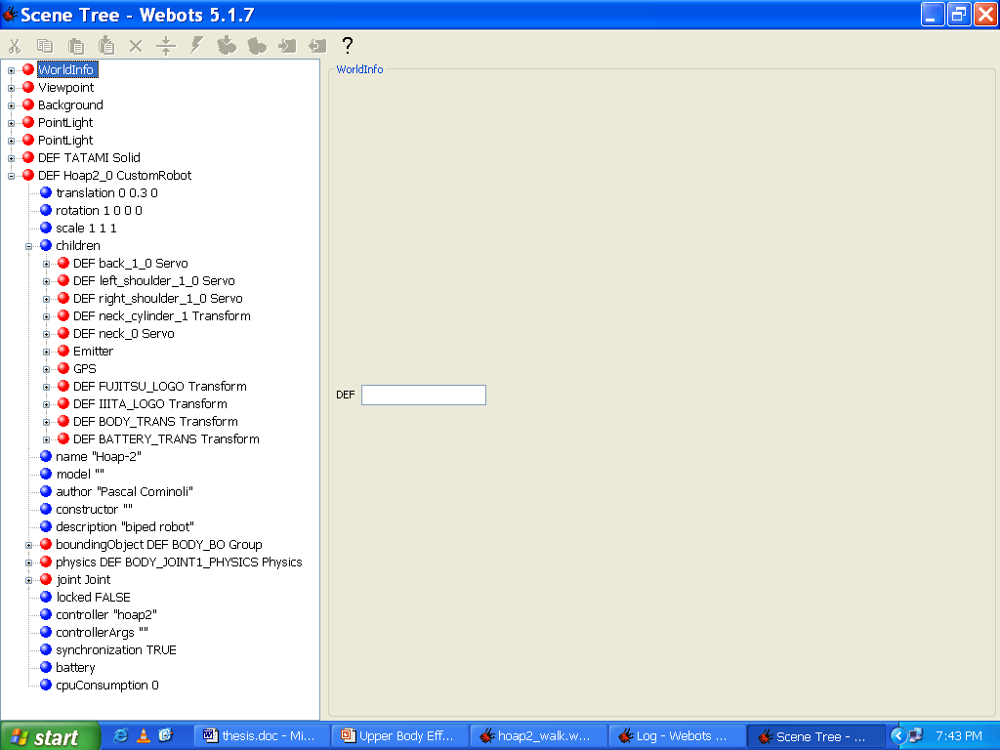 Scene Tree - Webots 5.1.7
?
WorldInfo
Viewpoint
Background
PointLight
PointLight
DEF TATAMI Solid
DEF Hoap2_0 CustomRobot
translation 0 0.3 0
rotation 1 0 0 0
scale 1 1 1
children
DEF back_1_0 Servo
DEF left_shoulder_1_0 Servo
DEF right_shoulder_1_0 Servo
DEF neck_cylinder_1 Transform
DEF neck_0 Servo
Emitter
GPS
DEF FUJITSU_LOGO Transform
DEF IIITA_LOGO Transform
DEF BODY_TRANS Transform
DEF BATTERY_TRANS Transform
name "Hoap-2"
model ""
author "Pascal Cominoli"
constructor ""
description "biped robot"
boundingObject DEF BODY_BO Group
physics DEF BODY_JOINT1_PHYSICS Physics
joint Joint
locked FALSE
controller "hoap2"
controllerArgs ""
synchronization TRUE
battery
cpuConsumption 0
WorldInfo
DEF
start
thesis.doc - Mi...
Upper Body Eff...
hoap2_walk.w...
Log - Webots ...
Scene Tree - ...
7:43 PM